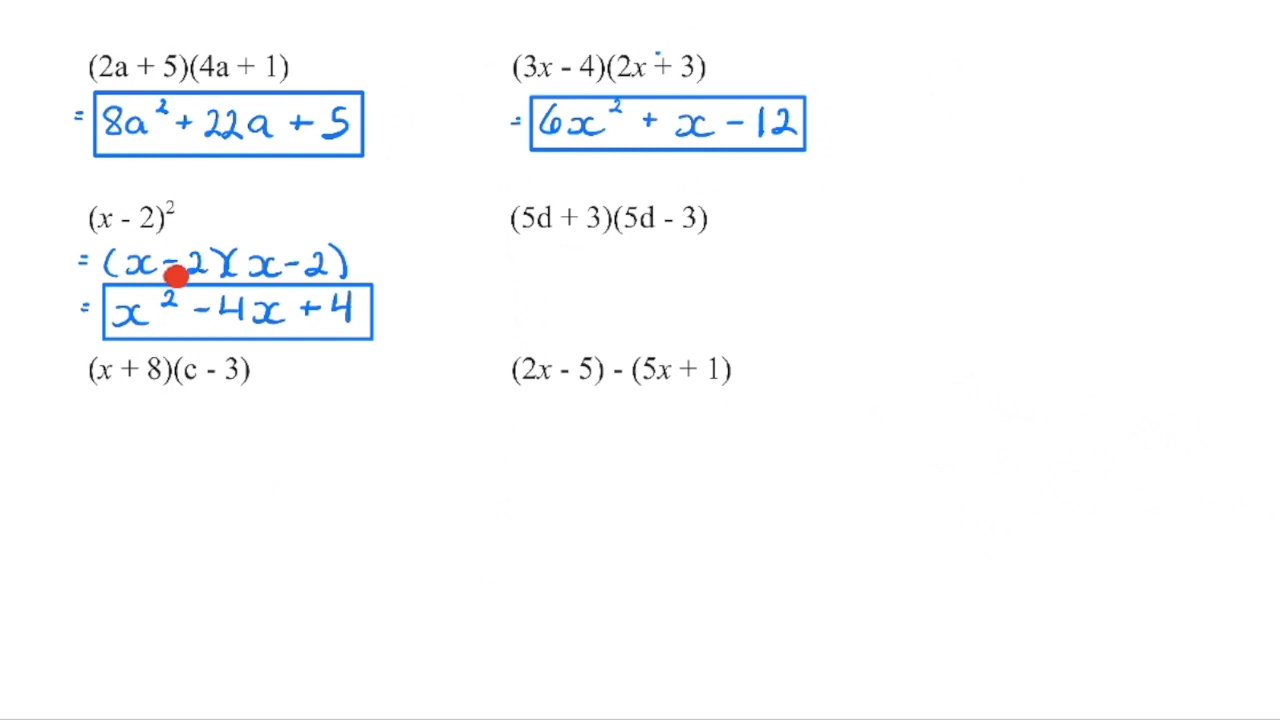 (2a + 5)(4a + 1)
= 8a² + 22a + 5
(3x - 4)(2x + 3)
= 6x² + x - 12
(x - 2)²
= (x-2)(x-2)
= x² - 4x + 4
(5d + 3)(5d - 3)
(x + 8)(c - 3)
(2x - 5) - (5x + 1)